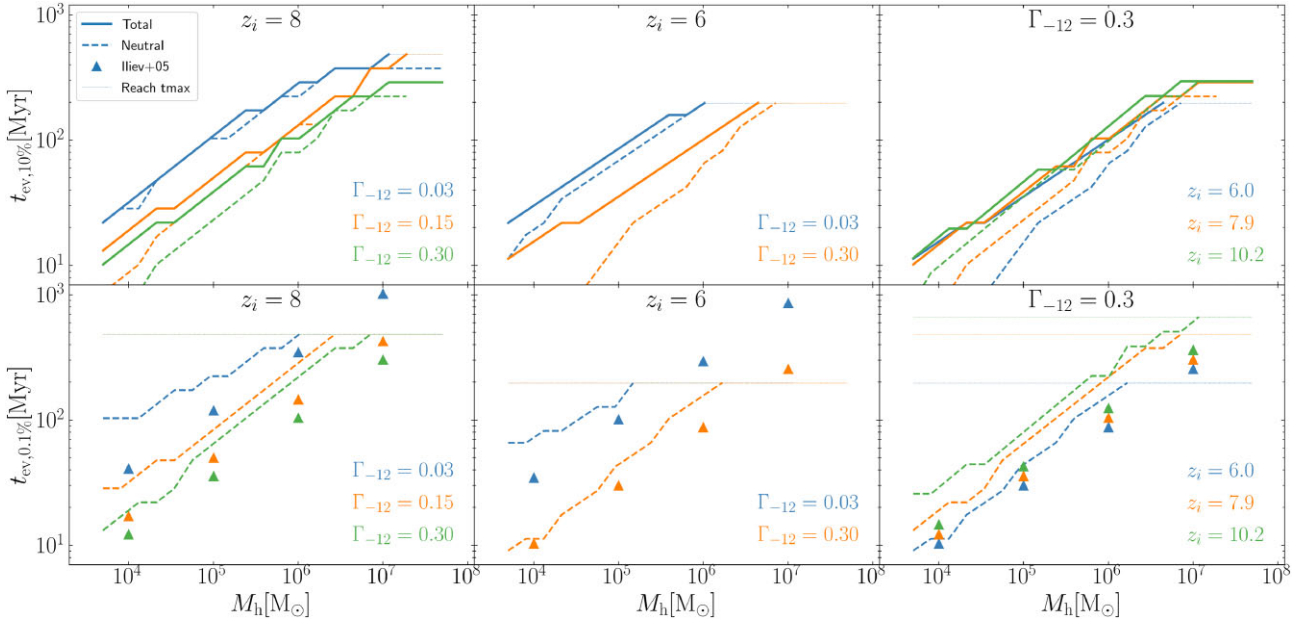 z_i = 8
z_i = 6
Γ_{−12} = 0.3
Total
Neutral
Iliev+05
Reach tmax
10^3
10^2
10^1
t_{ev,10%}[Myr]
Γ_{−12} = 0.03
Γ_{−12} = 0.15
Γ_{−12} = 0.30
Γ_{−12} = 0.03
Γ_{−12} = 0.30
z_i = 6.0
z_i = 7.9
z_i = 10.2
z_i = 8
z_i = 6
Γ_{−12} = 0.3
10^3
10^2
10^1
t_{ev,0.1%}[Myr]
Γ_{−12} = 0.03
Γ_{−12} = 0.15
Γ_{−12} = 0.30
Γ_{−12} = 0.03
Γ_{−12} = 0.30
z_i = 6.0
z_i = 7.9
z_i = 10.2
10^4 10^5 10^6 10^7 10^8
10^4 10^5 10^6 10^7 10^8
10^4 10^5 10^6 10^7 10^8
M_h[M_⊙]
M_h[M_⊙]
M_h[M_⊙]